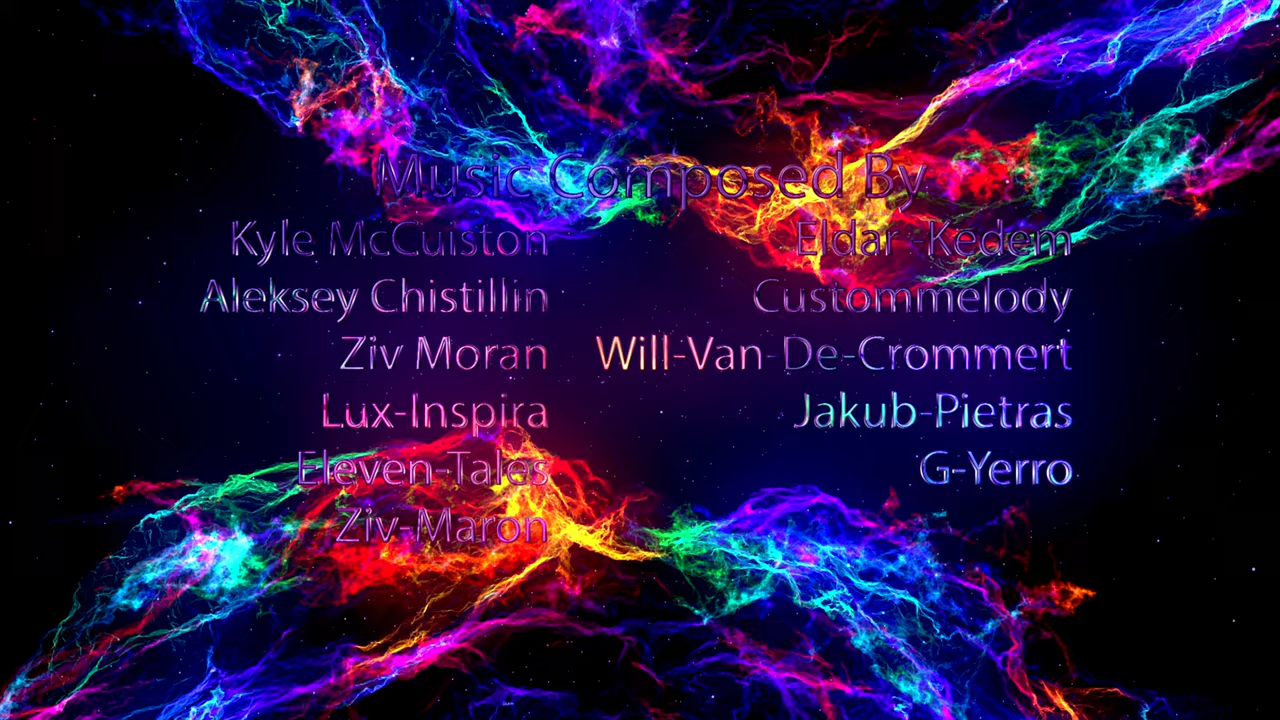 Music Composed By
Kyle McCuiston
Aleksey Chistillin
Ziv Moran
Lux-Inspira
Eleven-Tales
Ziv-Maron
Eldar -Kedem
Custommelody
Will-Van-De-Crommert
Jakub-Pietras
G-Yerro